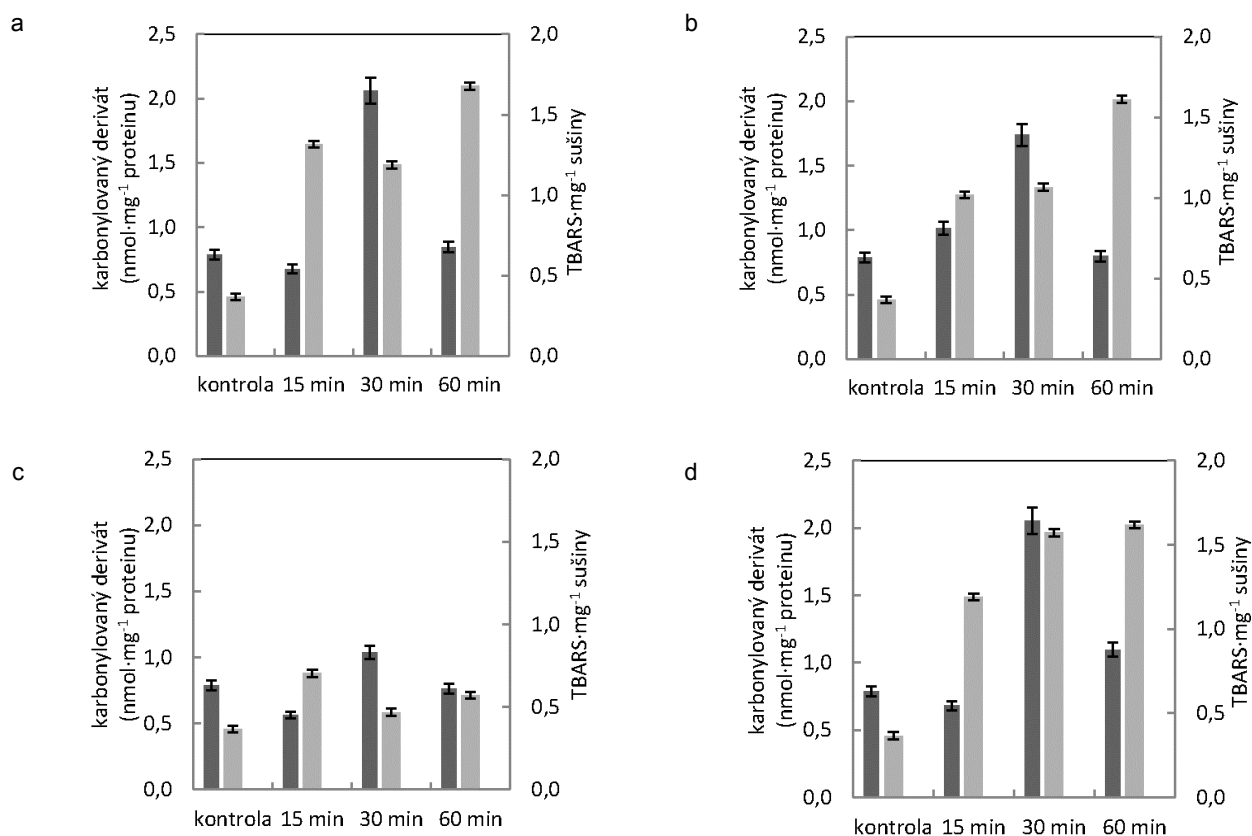 a
2,5
2,0
1,5
1,0
0,5
0,0
karbonylovaný derivát
(nmol·mg⁻¹ proteinu)
2,0
1,5
1,0
0,5
0,0
TBARS·mg⁻¹ sušiny
kontrola 15 min 30 min 60 min
b
2,5
2,0
1,5
1,0
0,5
0,0
karbonylovaný derivát
(nmol·mg⁻¹ proteinu)
2,0
1,5
1,0
0,5
0,0
TBARS·mg⁻¹ sušiny
kontrola 15 min 30 min 60 min
c
2,5
2,0
1,5
1,0
0,5
0,0
karbonylovaný derivát
(nmol·mg⁻¹ proteinu)
2,0
1,5
1,0
0,5
0,0
TBARS·mg⁻¹ sušiny
kontrola 15 min 30 min 60 min
d
2,5
2,0
1,5
1,0
0,5
0,0
karbonylovaný derivát
(nmol·mg⁻¹ proteinu)
2,0
1,5
1,0
0,5
0,0
TBARS·mg⁻¹ sušiny
kontrola 15 min 30 min 60 min